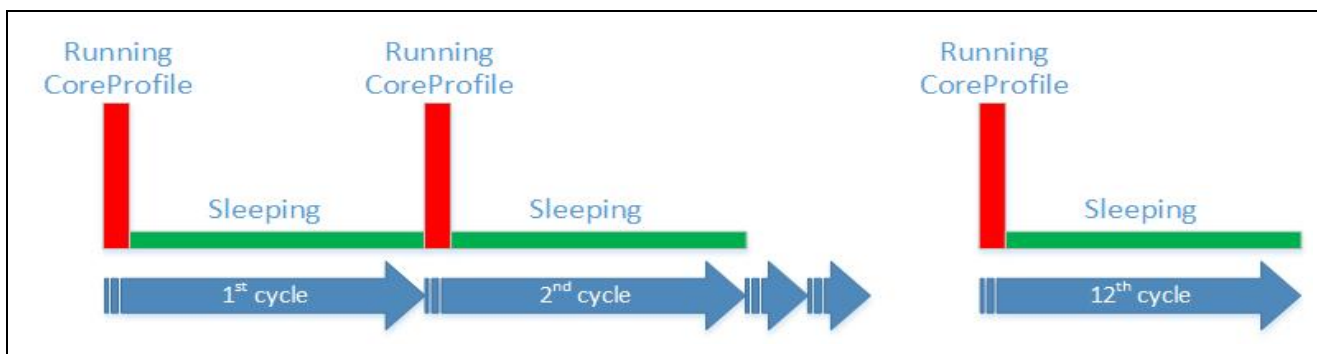 Running
CoreProfile
Running
CoreProfile
Running
CoreProfile
Sleeping
Sleeping
Sleeping
1st cycle
2nd cycle
12th cycle